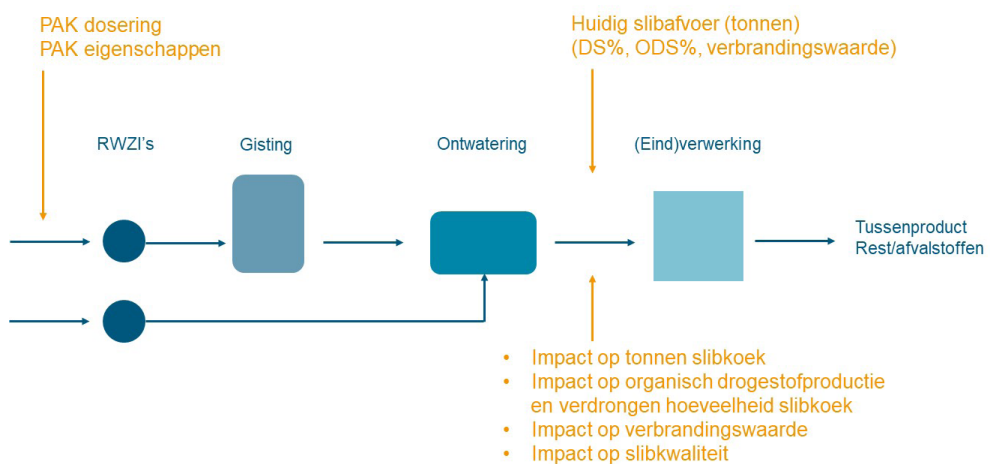 PAK dosering
PAK eigenschappen
Huidig slibafvoer (tonnen)
(DS%, ODS%, verbrandingswaarde)
RWZI's
Gisting
Ontwatering
(Eind)verwerking
Tussenproduct
Rest/afvalstoffen
• Impact op tonnen slibkoek
• Impact op organisch drogestofproductie
en verdrongen hoeveelheid slibkoek
• Impact op verbrandingswaarde
• Impact op slibkwaliteit